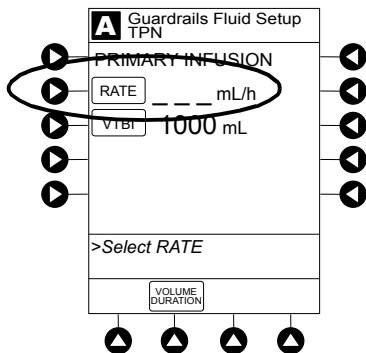 A Guardrails Fluid Setup
TPN
PRIMARY INFUSION
RATE _ _ _ mL/h
VTBI 1000 mL
>Select RATE
VOLUME
DURATION